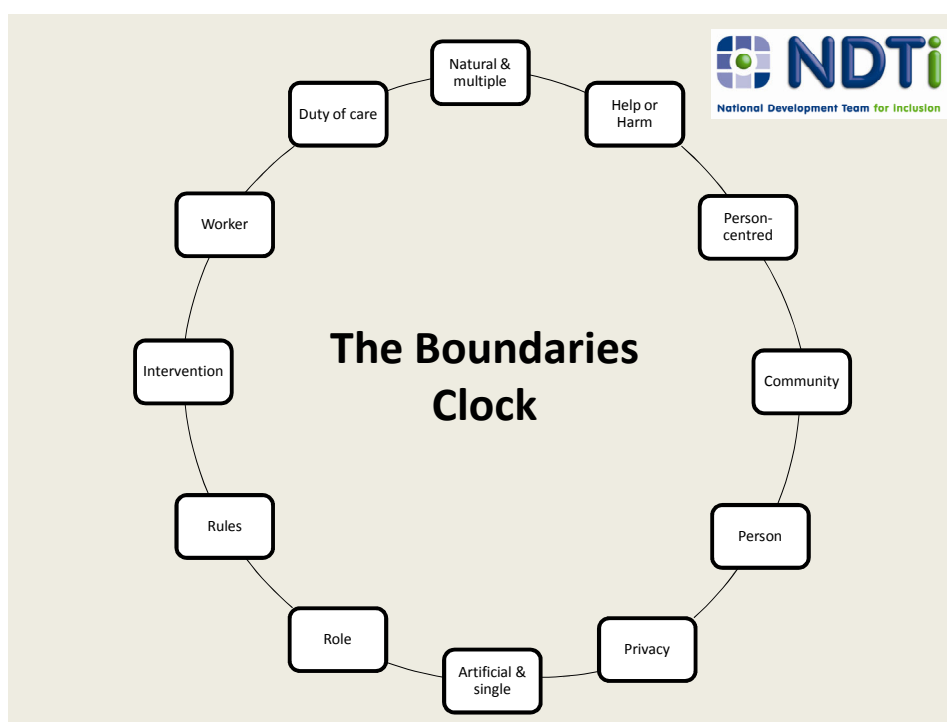 NDTi
National Development Team for Inclusion
Natural &
multiple
Help or
Harm
Person-
centred
Community
Person
Privacy
Artificial &
single
Role
Rules
Intervention
Worker
Duty of care
The Boundaries
Clock